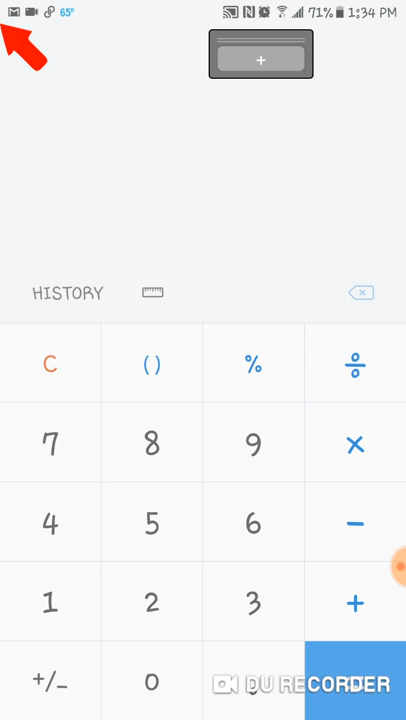 65° 71% 1:34 PM
+
HISTORY
C ( ) % ÷
7 8 9 ×
4 5 6 −
1 2 3 +
+/− 0
DU RECORDER